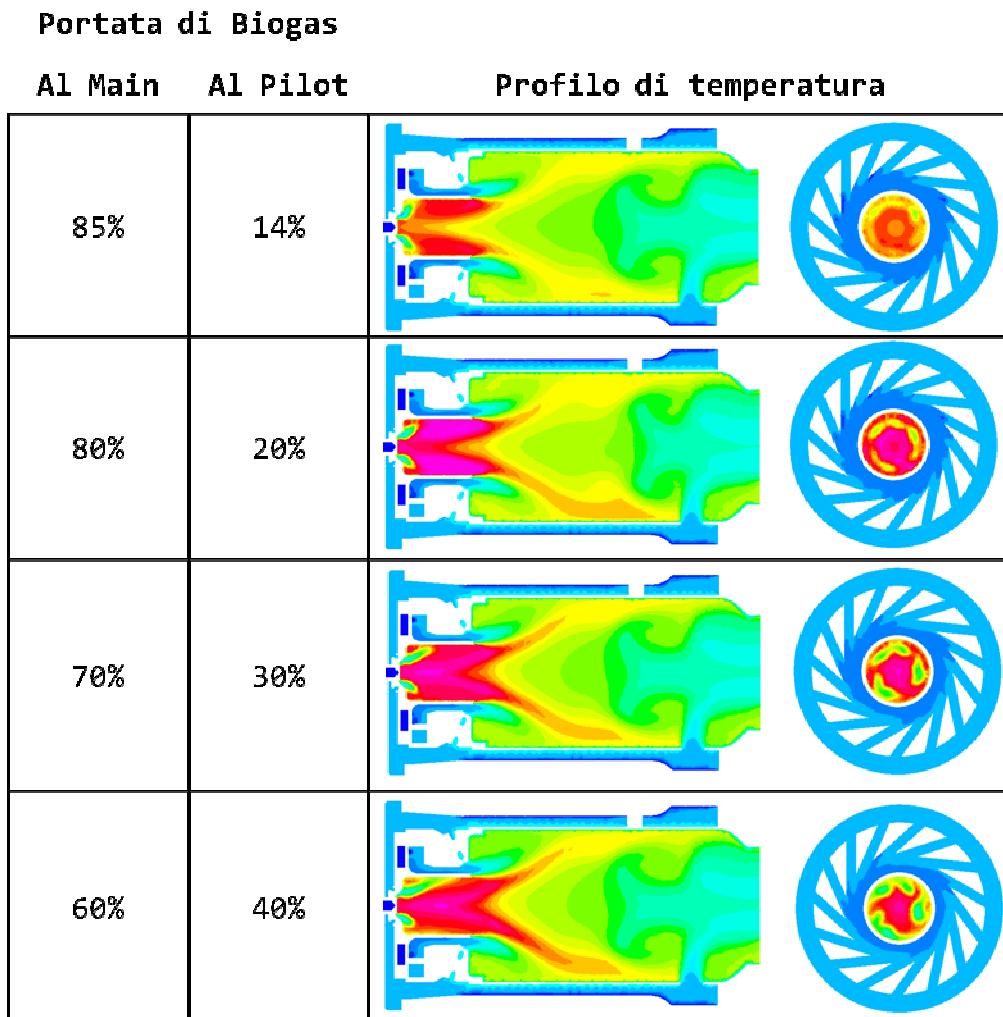 Portata di Biogas
Al Main Al Pilot Profilo di temperatura
85% 14%
80% 20%
70% 30%
60% 40%